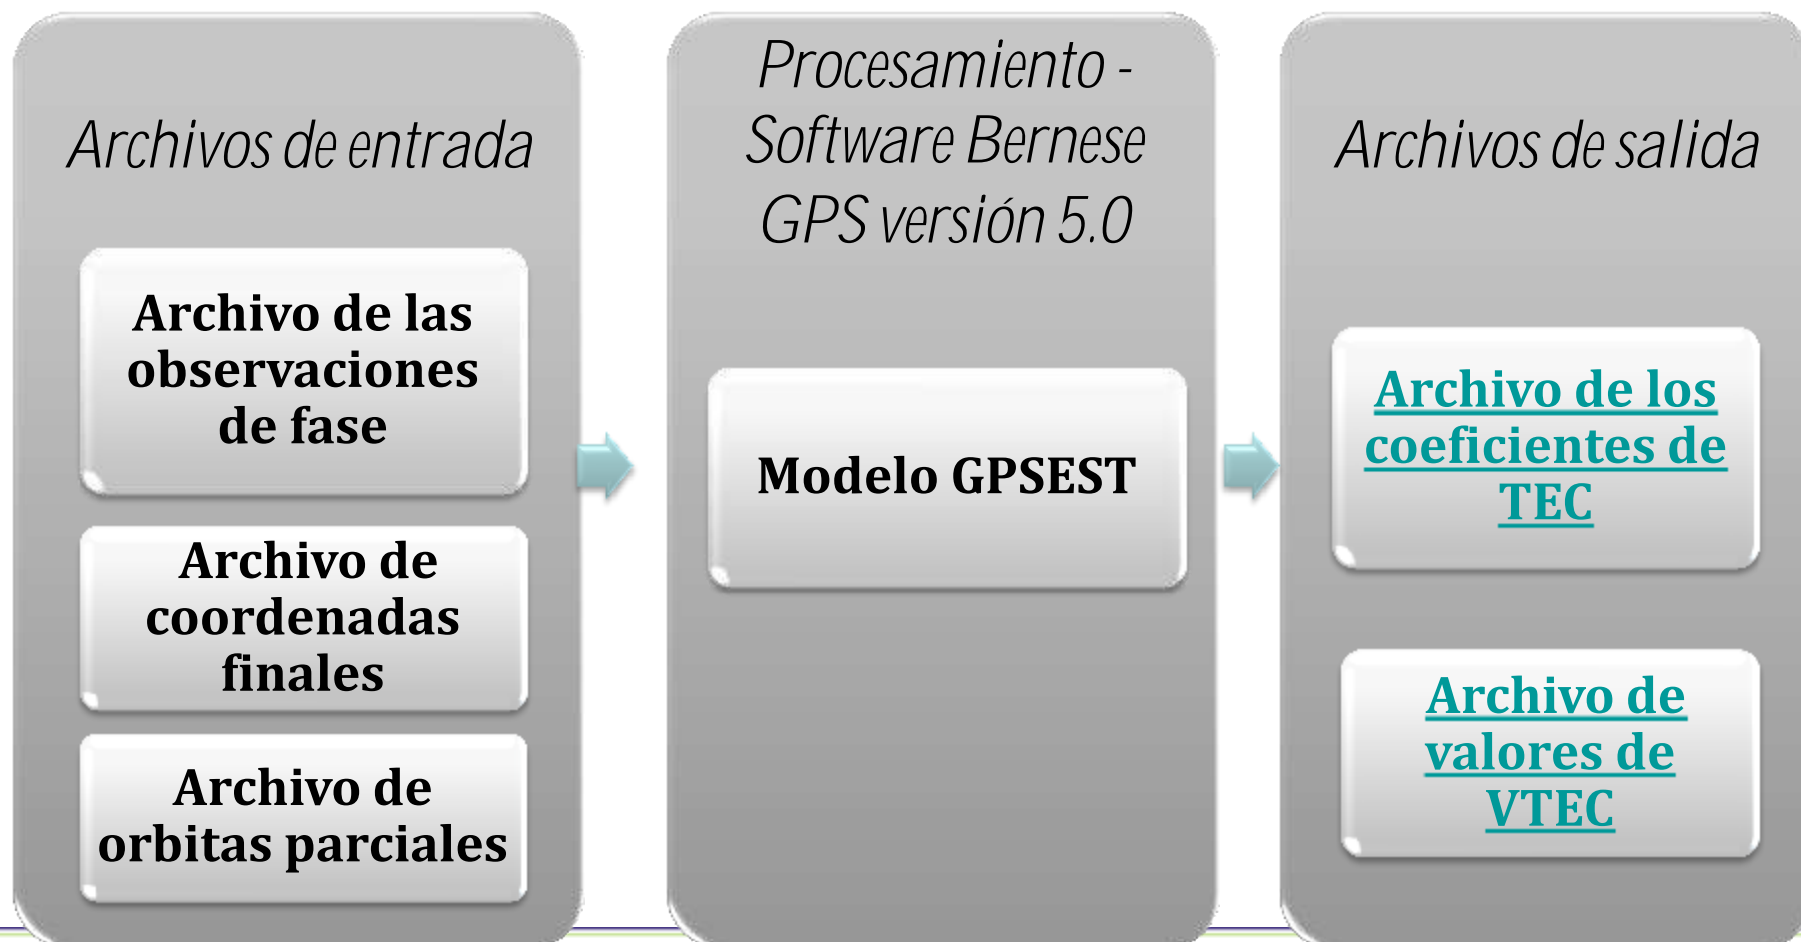 Archivos de entrada
Archivo de las
observaciones
de fase
Archivo de
coordenadas
finales
Archivo de
orbitas parciales
Procesamiento -
Software Bernese
GPS versión 5.0
Modelo GPSEST
Archivos de salida
Archivo de los
coeficientes de
TEC
Archivo de
valores de
VTEC